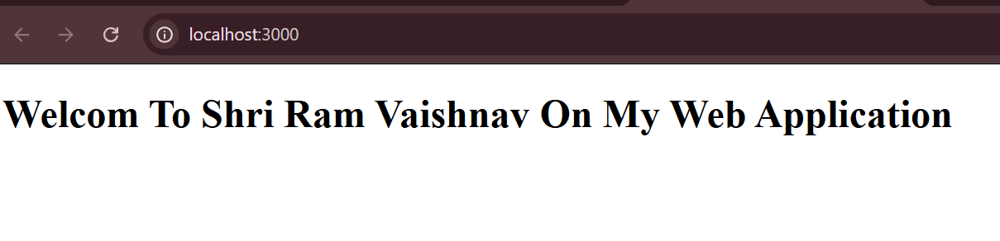 localhost:3000
Welcom To Shri Ram Vaishnav On My Web Application